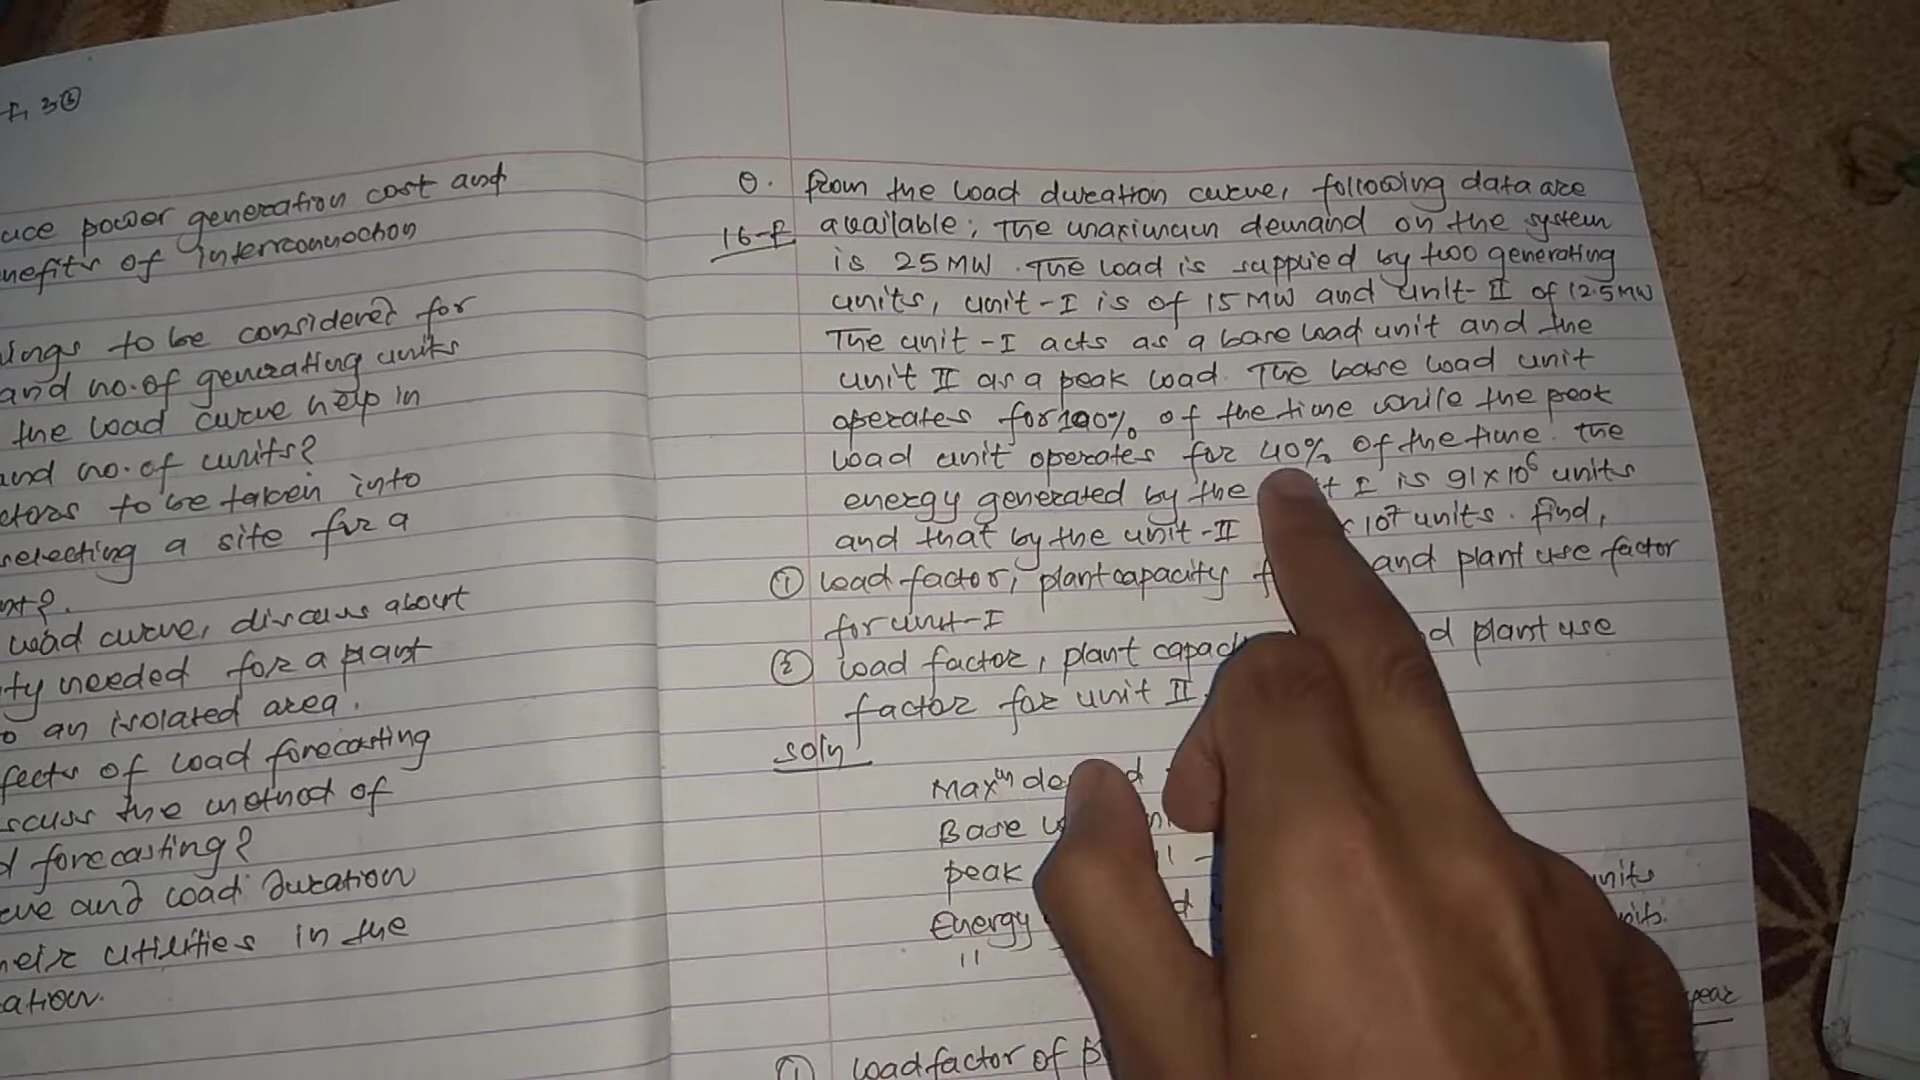 uce power generation cost and
nefits of interconnection
ings to be considered for
and no. of generating units
the load curve help in
and no. of units?
ctors to be taken into
selecting a site for a
nt?
load curve, discuss about
ty needed for a plant
o an isolated area.
fects of load forecasting
scuss the method of
d forecasting?
ve and load duration
heir utilities in the
ation.
Q. From the load duration curve, following data are
16-F available; The maximum demand on the system
is 25 MW. The load is supplied by two generating
units, unit-I is of 15 MW and unit-II of 12.5 MW
The unit-I acts as a base load unit and the
unit II as a peak load. The base load unit
operates for 100% of the time while the peak
load unit operates for 40% of the time. The
energy generated by the I is 91x10⁶ units
and that by the unit-II x 10⁷ units. find,
① load factor, plant capacity and plant use factor
for unit-I
② load factor, plant plant use
factor for unit II.
soln
Maxm
Base
peak
Energy units
"
year
① load factor of